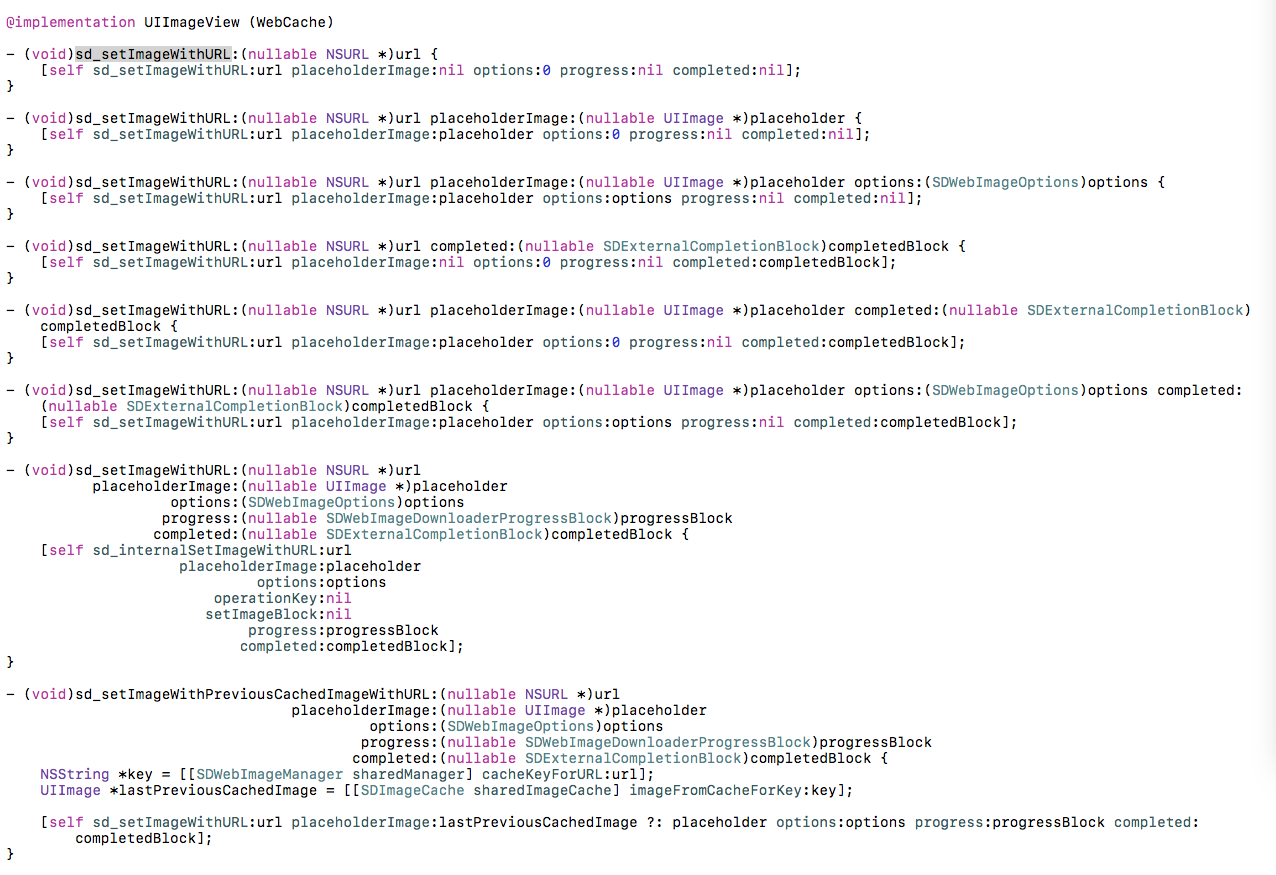 @implementation UIImageView (WebCache)

- (void)sd_setImageWithURL:(nullable NSURL *)url {
    [self sd_setImageWithURL:url placeholderImage:nil options:0 progress:nil completed:nil];
}

- (void)sd_setImageWithURL:(nullable NSURL *)url placeholderImage:(nullable UIImage *)placeholder {
    [self sd_setImageWithURL:url placeholderImage:placeholder options:0 progress:nil completed:nil];
}

- (void)sd_setImageWithURL:(nullable NSURL *)url placeholderImage:(nullable UIImage *)placeholder options:(SDWebImageOptions)options {
    [self sd_setImageWithURL:url placeholderImage:placeholder options:options progress:nil completed:nil];
}

- (void)sd_setImageWithURL:(nullable NSURL *)url completed:(nullable SDExternalCompletionBlock)completedBlock {
    [self sd_setImageWithURL:url placeholderImage:nil options:0 progress:nil completed:completedBlock];
}

- (void)sd_setImageWithURL:(nullable NSURL *)url placeholderImage:(nullable UIImage *)placeholder completed:(nullable SDExternalCompletionBlock)
    completedBlock {
    [self sd_setImageWithURL:url placeholderImage:placeholder options:0 progress:nil completed:completedBlock];
}

- (void)sd_setImageWithURL:(nullable NSURL *)url placeholderImage:(nullable UIImage *)placeholder options:(SDWebImageOptions)options completed:
    (nullable SDExternalCompletionBlock)completedBlock {
    [self sd_setImageWithURL:url placeholderImage:placeholder options:options progress:nil completed:completedBlock];
}

- (void)sd_setImageWithURL:(nullable NSURL *)url
          placeholderImage:(nullable UIImage *)placeholder
                   options:(SDWebImageOptions)options
                  progress:(nullable SDWebImageDownloaderProgressBlock)progressBlock
                 completed:(nullable SDExternalCompletionBlock)completedBlock {
    [self sd_internalSetImageWithURL:url
                    placeholderImage:placeholder
                             options:options
                        operationKey:nil
                       setImageBlock:nil
                            progress:progressBlock
                           completed:completedBlock];
}

- (void)sd_setImageWithPreviousCachedImageWithURL:(nullable NSURL *)url
                                 placeholderImage:(nullable UIImage *)placeholder
                                          options:(SDWebImageOptions)options
                                         progress:(nullable SDWebImageDownloaderProgressBlock)progressBlock
                                        completed:(nullable SDExternalCompletionBlock)completedBlock {
    NSString *key = [[SDWebImageManager sharedManager] cacheKeyForURL:url];
    UIImage *lastPreviousCachedImage = [[SDImageCache sharedImageCache] imageFromCacheForKey:key];

    [self sd_setImageWithURL:url placeholderImage:lastPreviousCachedImage ?: placeholder options:options progress:progressBlock completed:
        completedBlock];
}